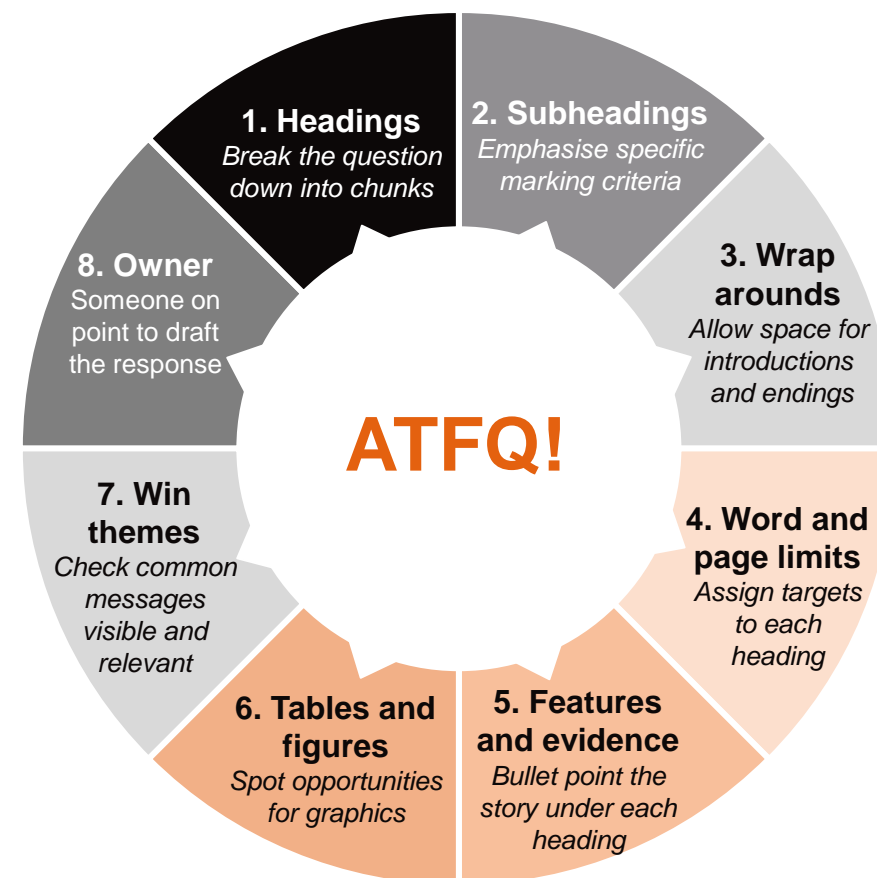 1. Headings
Break the question
down into chunks
2. Subheadings
Emphasise specific
marking criteria
3. Wrap
arounds
Allow space for
introductions
and endings
4. Word and
page limits
Assign targets
to each
heading
5. Features
and evidence
Bullet point the
story under each
heading
6. Tables and
figures
Spot opportunities
for graphics
7. Win
themes
Check common
messages
visible and
relevant
8. Owner
Someone on
point to draft
the response
ATFQ!